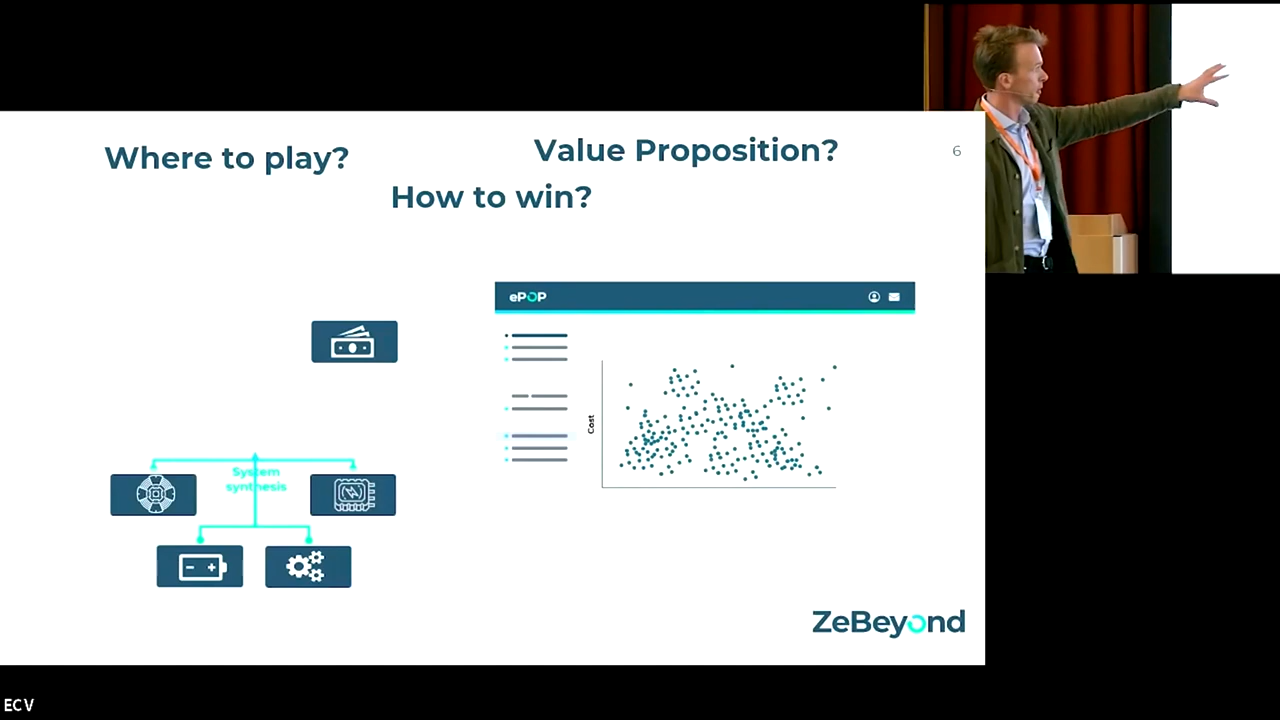 Where to play?
Value Proposition?
6
How to win?
ePOP
Cost
System
synthesis
ZeBeyond
ECV